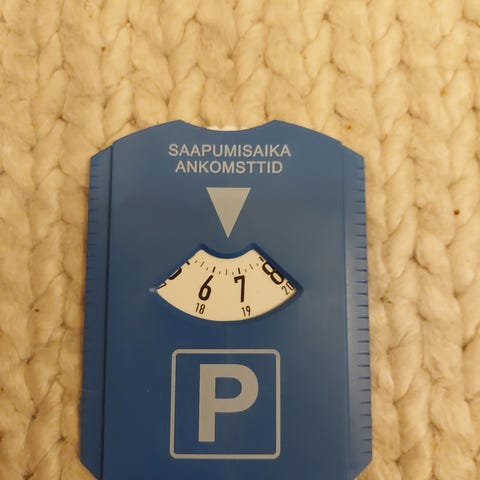 SAAPUMISAIKA
ANKOMSTTID
6 7 8
18 19 20
P